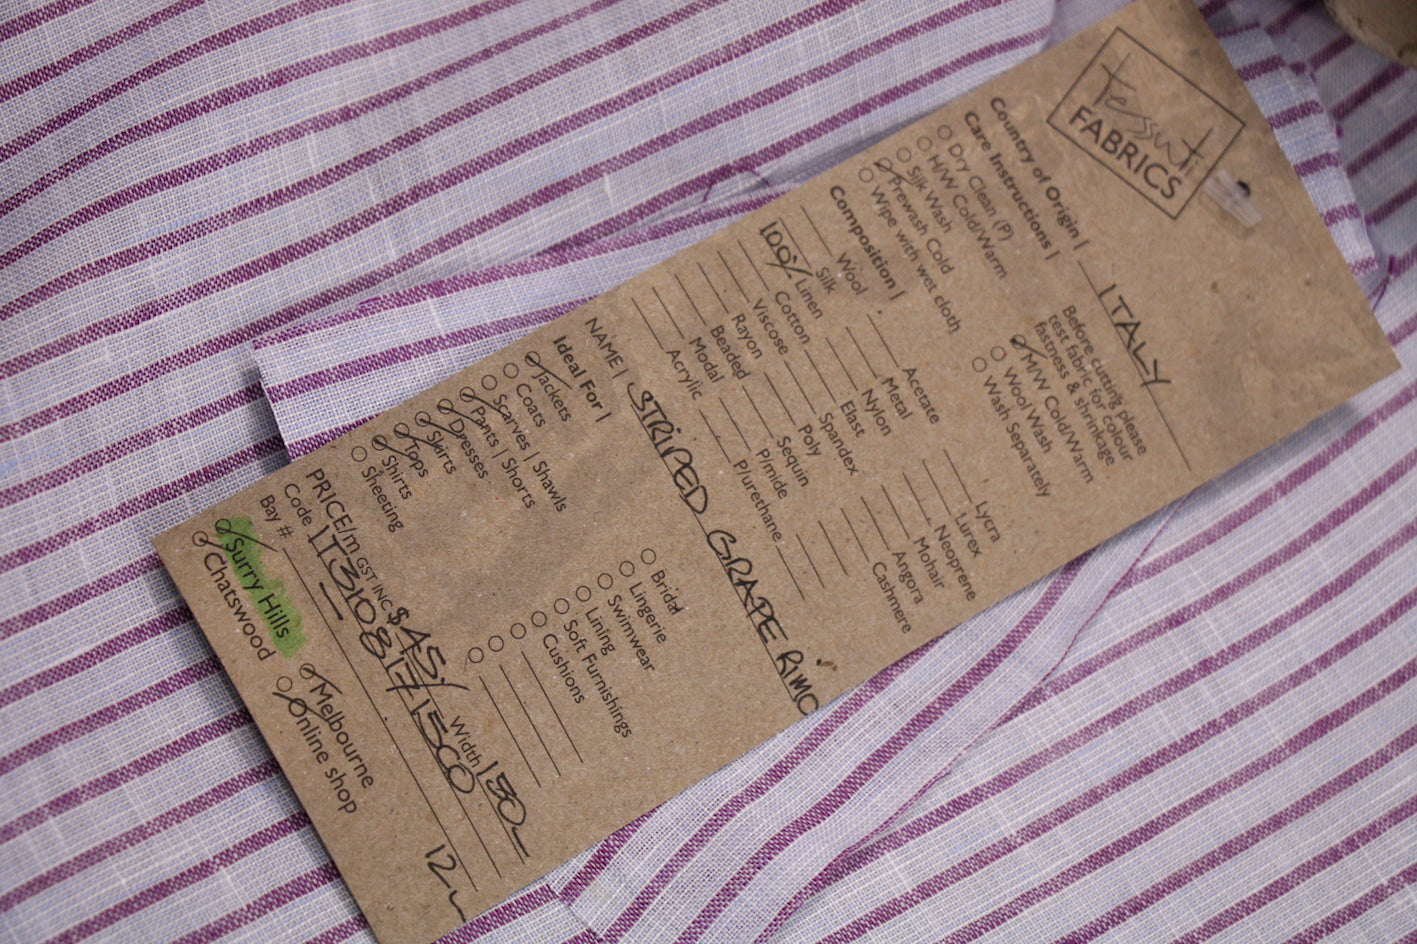 tessuti
FABRICS
Country of Origin | ITALY
Care Instructions |
Before cutting please
test fabric for colour
fastness & shrinkage
Dry Clean (P)
H/W Cold/Warm
Silk Wash
Prewash Cold
Wipe with wet cloth
M/W Cold/Warm
Wool Wash
Wash Separately
Composition |
Wool
Silk
100% Linen
Cotton
Viscose
Rayon
Beaded
Modal
Acrylic
Acetate
Metal
Nylon
Elast
Spandex
Poly
Sequin
P/mide
P/urethane
Lycra
Lurex
Neoprene
Mohair
Angora
Cashmere
NAME | STRIPED GRAPE RIMO
Ideal For |
Jackets
Coats
Scarves | Shawls
Pants | Shorts
Dresses
Skirts
Tops
Shirts
Sheeting
Bridal
Lingerie
Swimwear
Lining
Soft Furnishings
Cushions
PRICE/m GST INC $45/ Width 150
Code IT310817/1500
Bay #
12
Surry Hills
Chatswood
Melbourne
Online shop